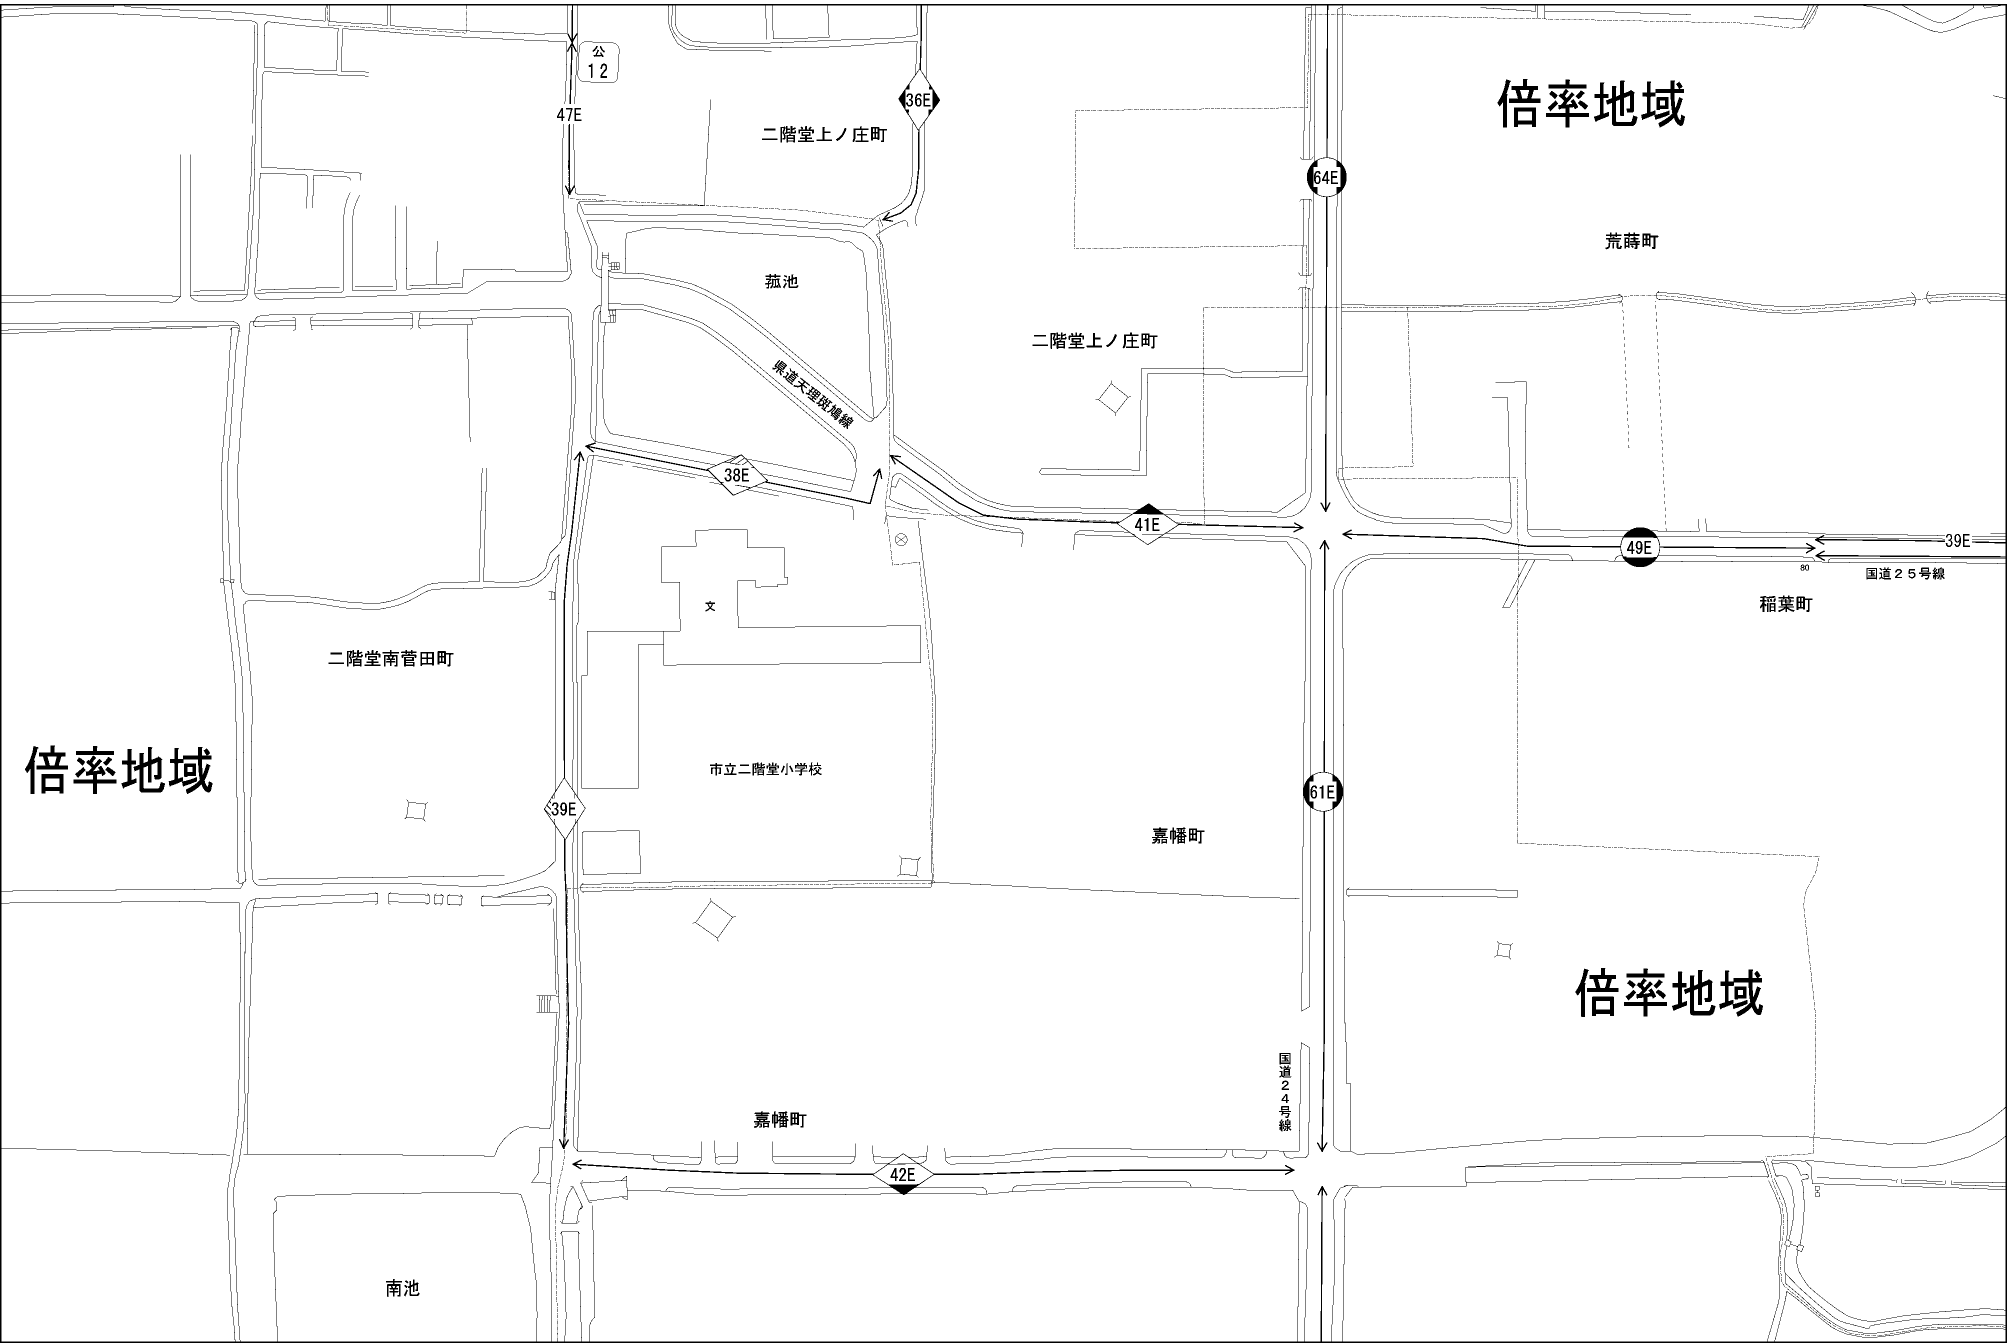 公
12
47E
36E
二階堂上ノ庄町
倍率地域
64E
荒蒔町
菰池
二階堂上ノ庄町
県道天理斑鳩線
38E
41E
49E
39E
80
国道25号線
稲葉町
文
二階堂南菅田町
倍率地域
市立二階堂小学校
39E
61E
嘉幡町
倍率地域
国道24号線
嘉幡町
42E
南池